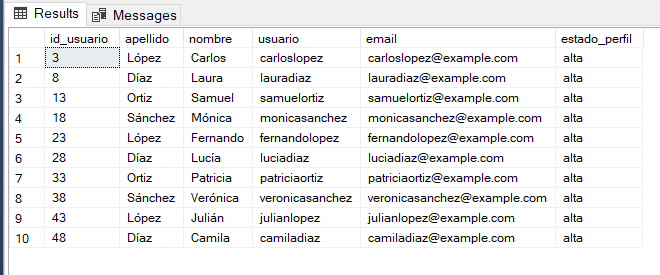 Results Messages
id_usuario apellido nombre usuario email estado_perfil
1 3 López Carlos carloslopez carloslopez@example.com alta
2 8 Díaz Laura lauradiaz lauradiaz@example.com alta
3 13 Ortiz Samuel samuelortiz samuelortiz@example.com alta
4 18 Sánchez Mónica monicasanchez monicasanchez@example.com alta
5 23 López Fernando fernandolopez fernandolopez@example.com alta
6 28 Díaz Lucía luciadiaz luciadiaz@example.com alta
7 33 Ortiz Patricia patriciaortiz patriciaortiz@example.com alta
8 38 Sánchez Verónica veronicasanchez veronicasanchez@example.com alta
9 43 López Julián julianlopez julianlopez@example.com alta
10 48 Díaz Camila camiladiaz camiladiaz@example.com alta